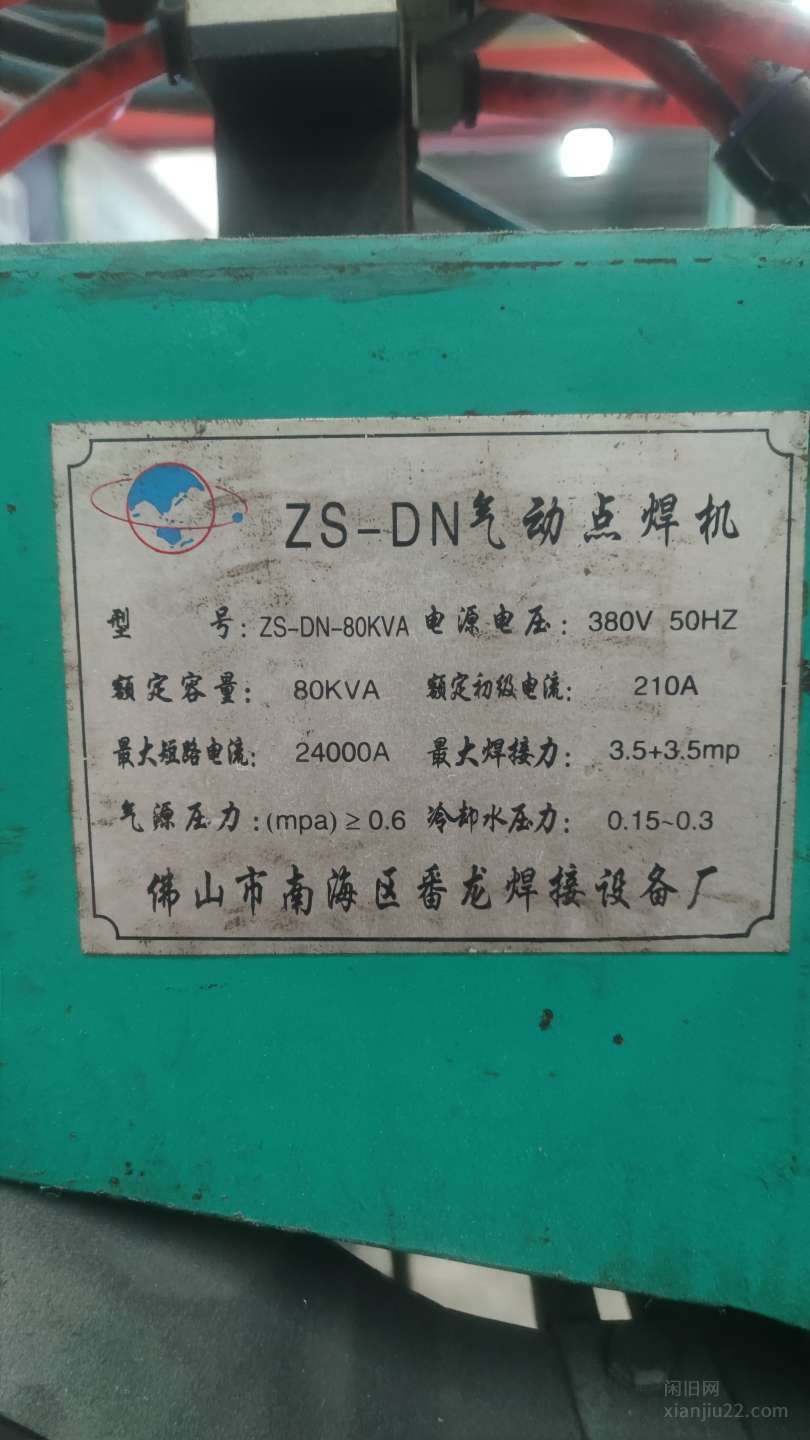 ZS-DN气动点焊机
型 号: ZS-DN-80KVA 电源电压: 380V 50HZ
额定容量: 80KVA 额定初级电流: 210A
最大短路电流: 24000A 最大焊接力: 3.5+3.5mp
气源压力:(mpa)≥0.6 冷却水压力: 0.15~0.3
佛山市南海区番龙焊接设备厂
闲旧网
xianjiu22.com